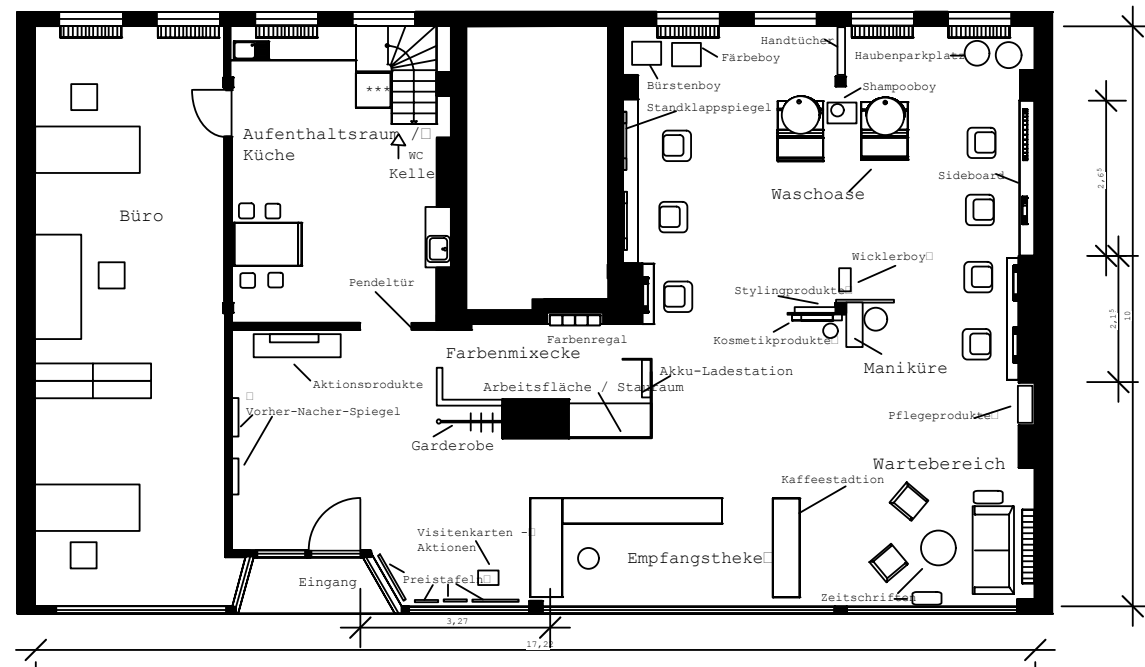 Handtücher
Färbeboy
Haubenparkplatz
Bürstenboy
Shampooboy
Standklappspiegel
***
Aufenthaltsraum /
Küche
WC
Kelle
Sideboard
2,6⁵
Waschoase
Büro
Wicklerboy
Pendeltür
Stylingprodukte
2,1⁵
10
Farbenregal
Kosmetikprodukte
Farbenmixecke
Maniküre
Akku-Ladestation
Aktionsprodukte
Arbeitsfläche / Stauraum
Vorher-Nacher-Spiegel
Pflegeprodukte
Garderobe
Wartebereich
Kaffeestadtion
Visitenkarten -
Aktionen
Empfangstheke
Eingang
Preistafeln
Zeitschriften
3,27
17,22